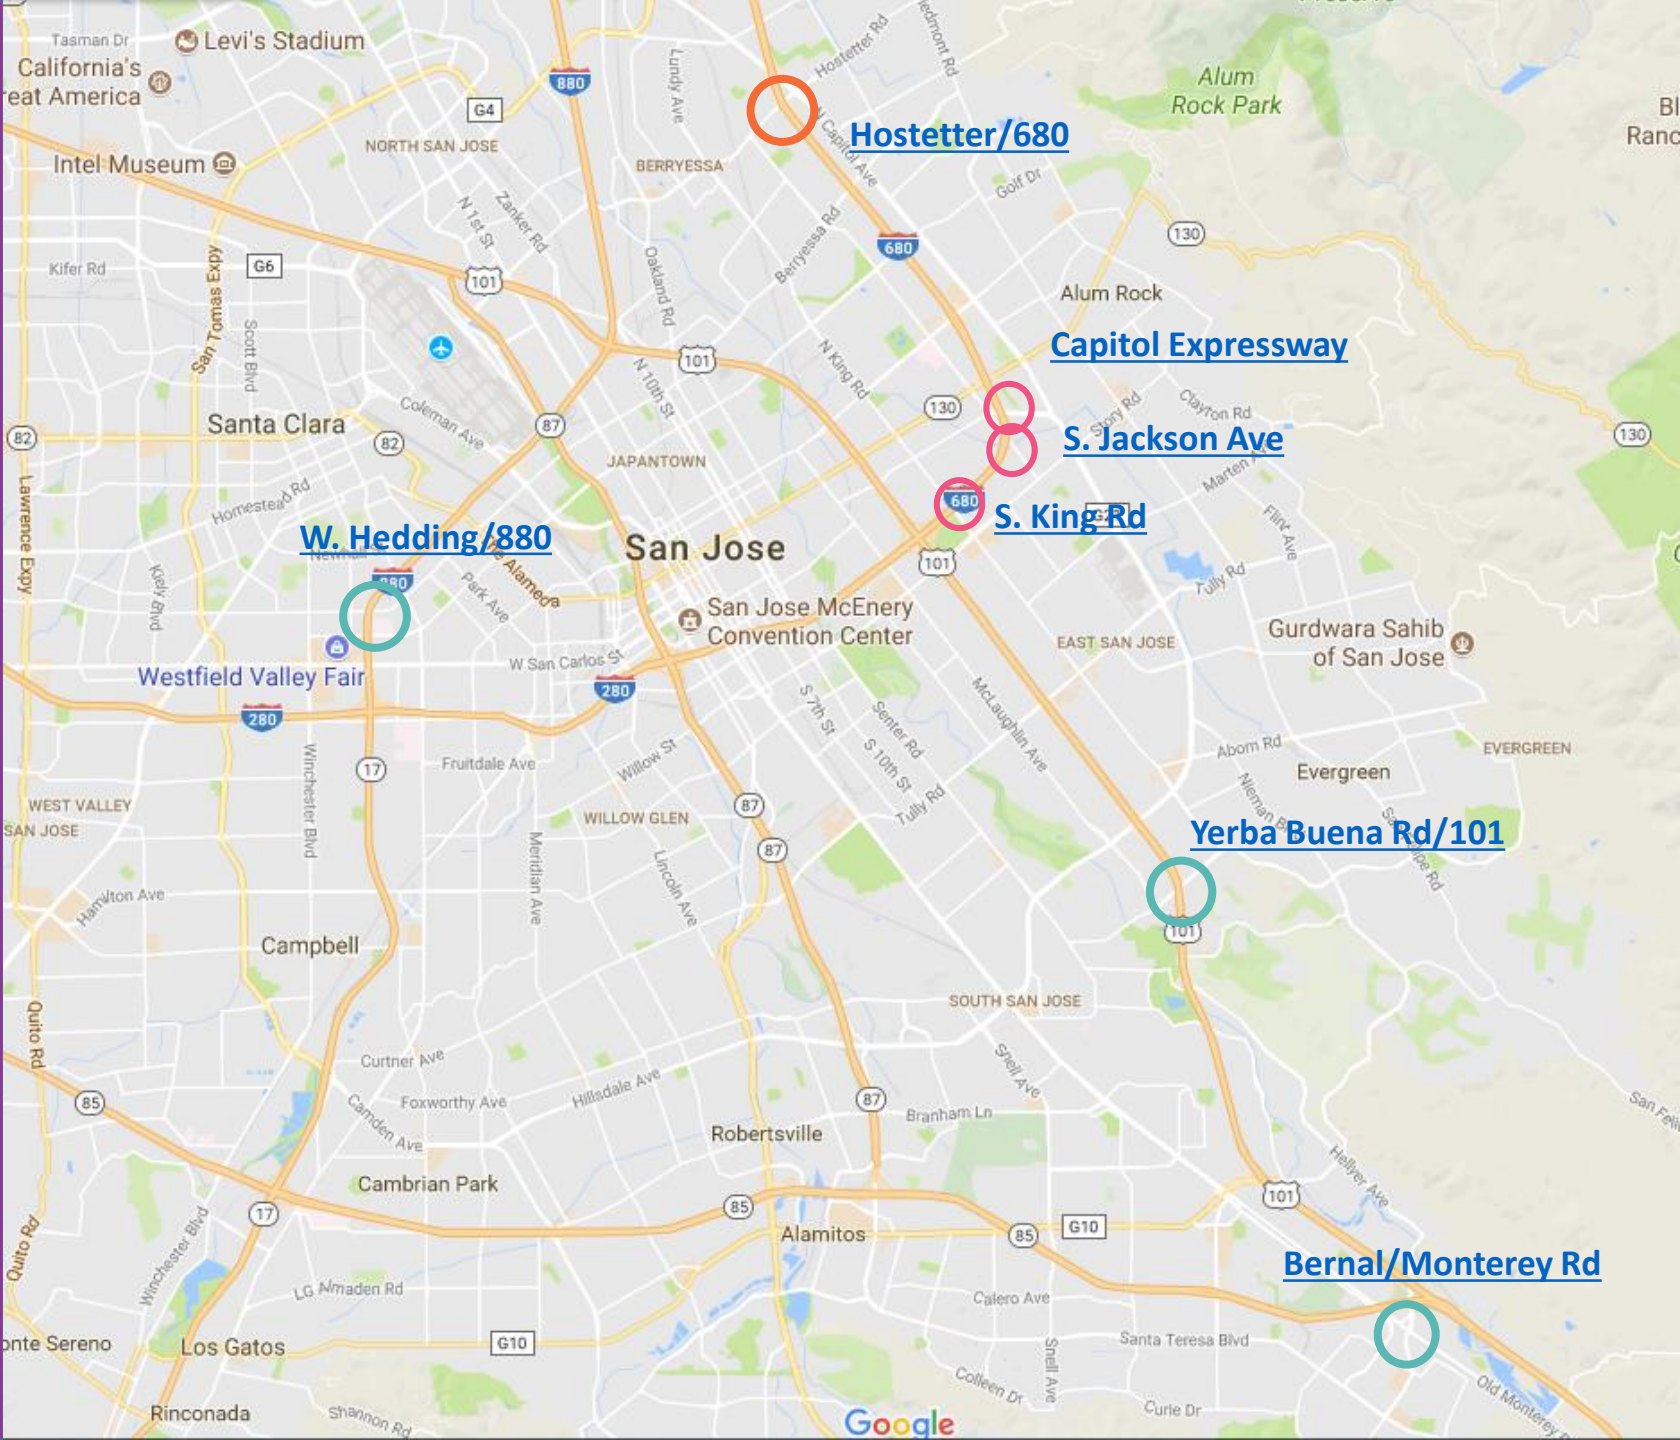 Tasman Dr
Levi's Stadium
California's
reat America
880
G4
Lundy Ave
Hostetter Rd
edmont Rd
Alum
Rock Park
Bl
Ranc
Hostetter/680
N Capitol Ave
NORTH SAN JOSE
BERRYESSA
Intel Museum
Golf Dr
N 1st St
Zanker Rd
Berryessa Rd
680
130
Kifer Rd
G6
101
Oakland Rd
Alum Rock
San Tomas Expy
Scott Blvd
Capitol Expressway
101
N King Rd
N 10th St
130
Clayton Rd
Story Rd
Santa Clara
Coleman Ave
87
82
82
130
S. Jackson Ave
JAPANTOWN
Marten Ave
Lawrence Expy
Homestead Rd
680
S. King Rd
Flint Ave
W. Hedding/880
San Jose
The Alameda
101
880
Park Ave
Kiely Blvd
Tully Rd
San Jose McEnery
Convention Center
EAST SAN JOSE
Gurdwara Sahib
of San Jose
W San Carlos St
Westfield Valley Fair
280
280
S 7th St
Senter Rd
McLaughlin Ave
S 10th St
Aborn Rd
EVERGREEN
Evergreen
17
Fruitdale Ave
Willow St
Winchester Blvd
Tully Rd
Nieman B
WEST VALLEY
SAN JOSE
87
WILLOW GLEN
87
Yerba Buena Rd/101
Meridian Ave
Lincoln Ave
Hamilton Ave
101
Campbell
SOUTH SAN JOSE
Quito Rd
Curtner Ave
Snell Ave
85
Foxworthy Ave
Hillsdale Ave
Camden Ave
87
Branham Ln
San Feli
Robertsville
Hellyer Ave
Cambrian Park
101
17
85
Quito Rd
Winchester Blvd
Alamitos
85
G10
Bernal/Monterey Rd
LG Almaden Rd
Calero Ave
onte Sereno
Los Gatos
G10
Snell Ave
Santa Teresa Blvd
Colleen Dr
Old Monterey
Rinconada
Shannon Rd
Curie Dr
Google